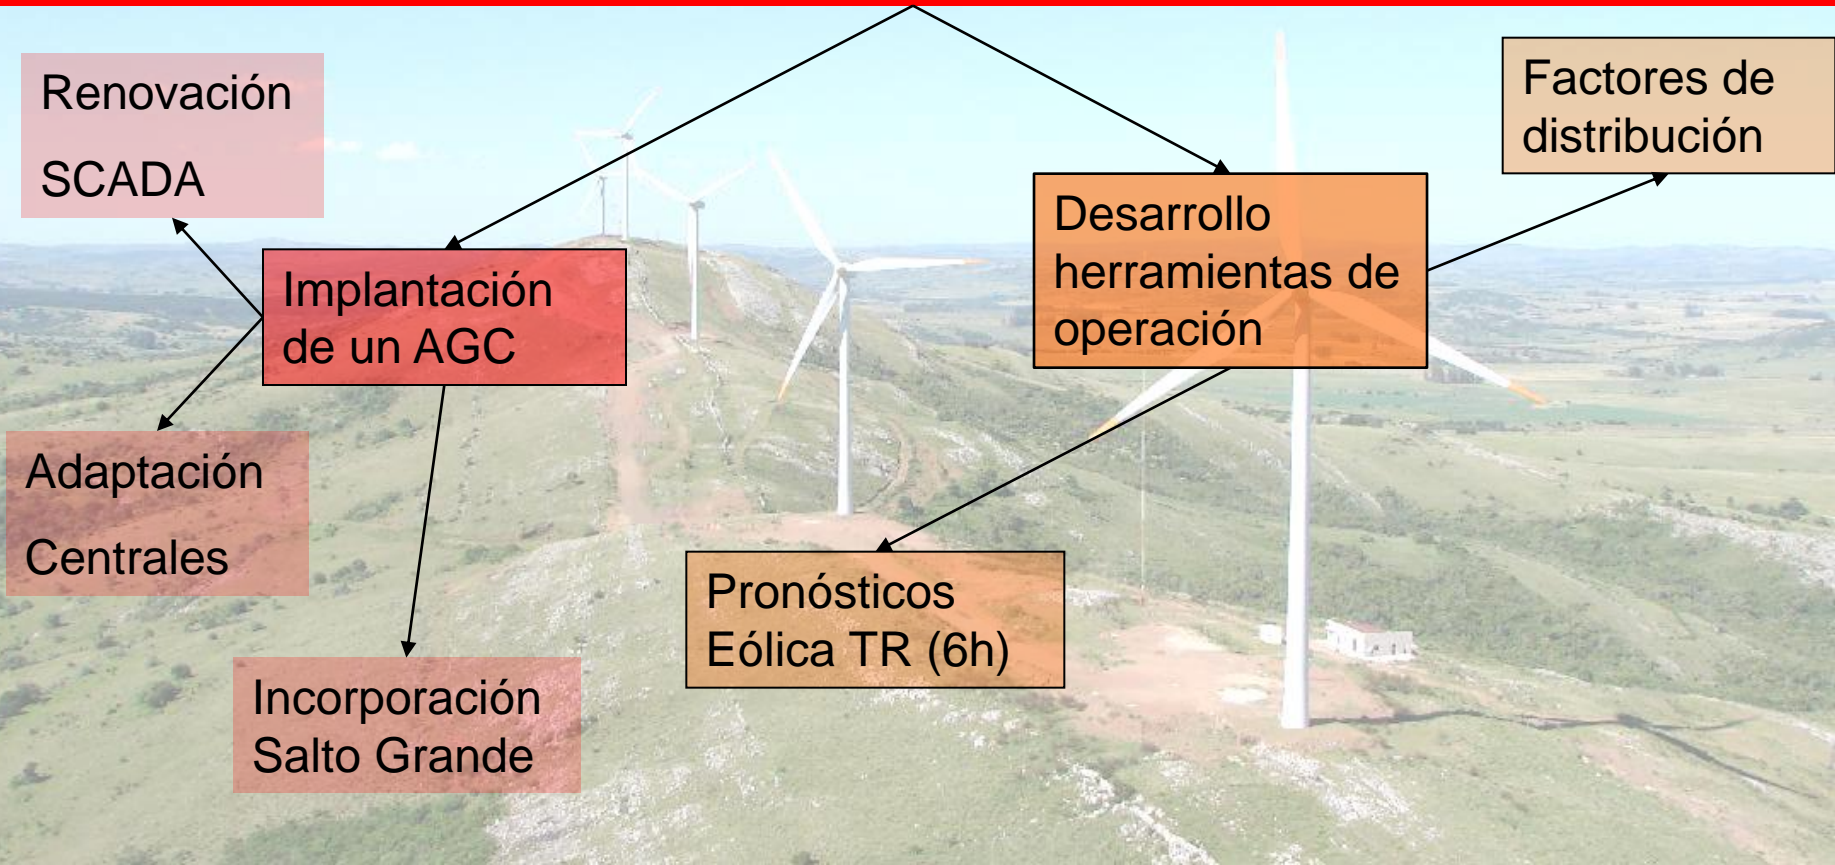 Renovación
SCADA
Factores de
distribución
Desarrollo
herramientas de
operación
Implantación
de un AGC
Adaptación
Centrales
Pronósticos
Eólica TR (6h)
Incorporación
Salto Grande